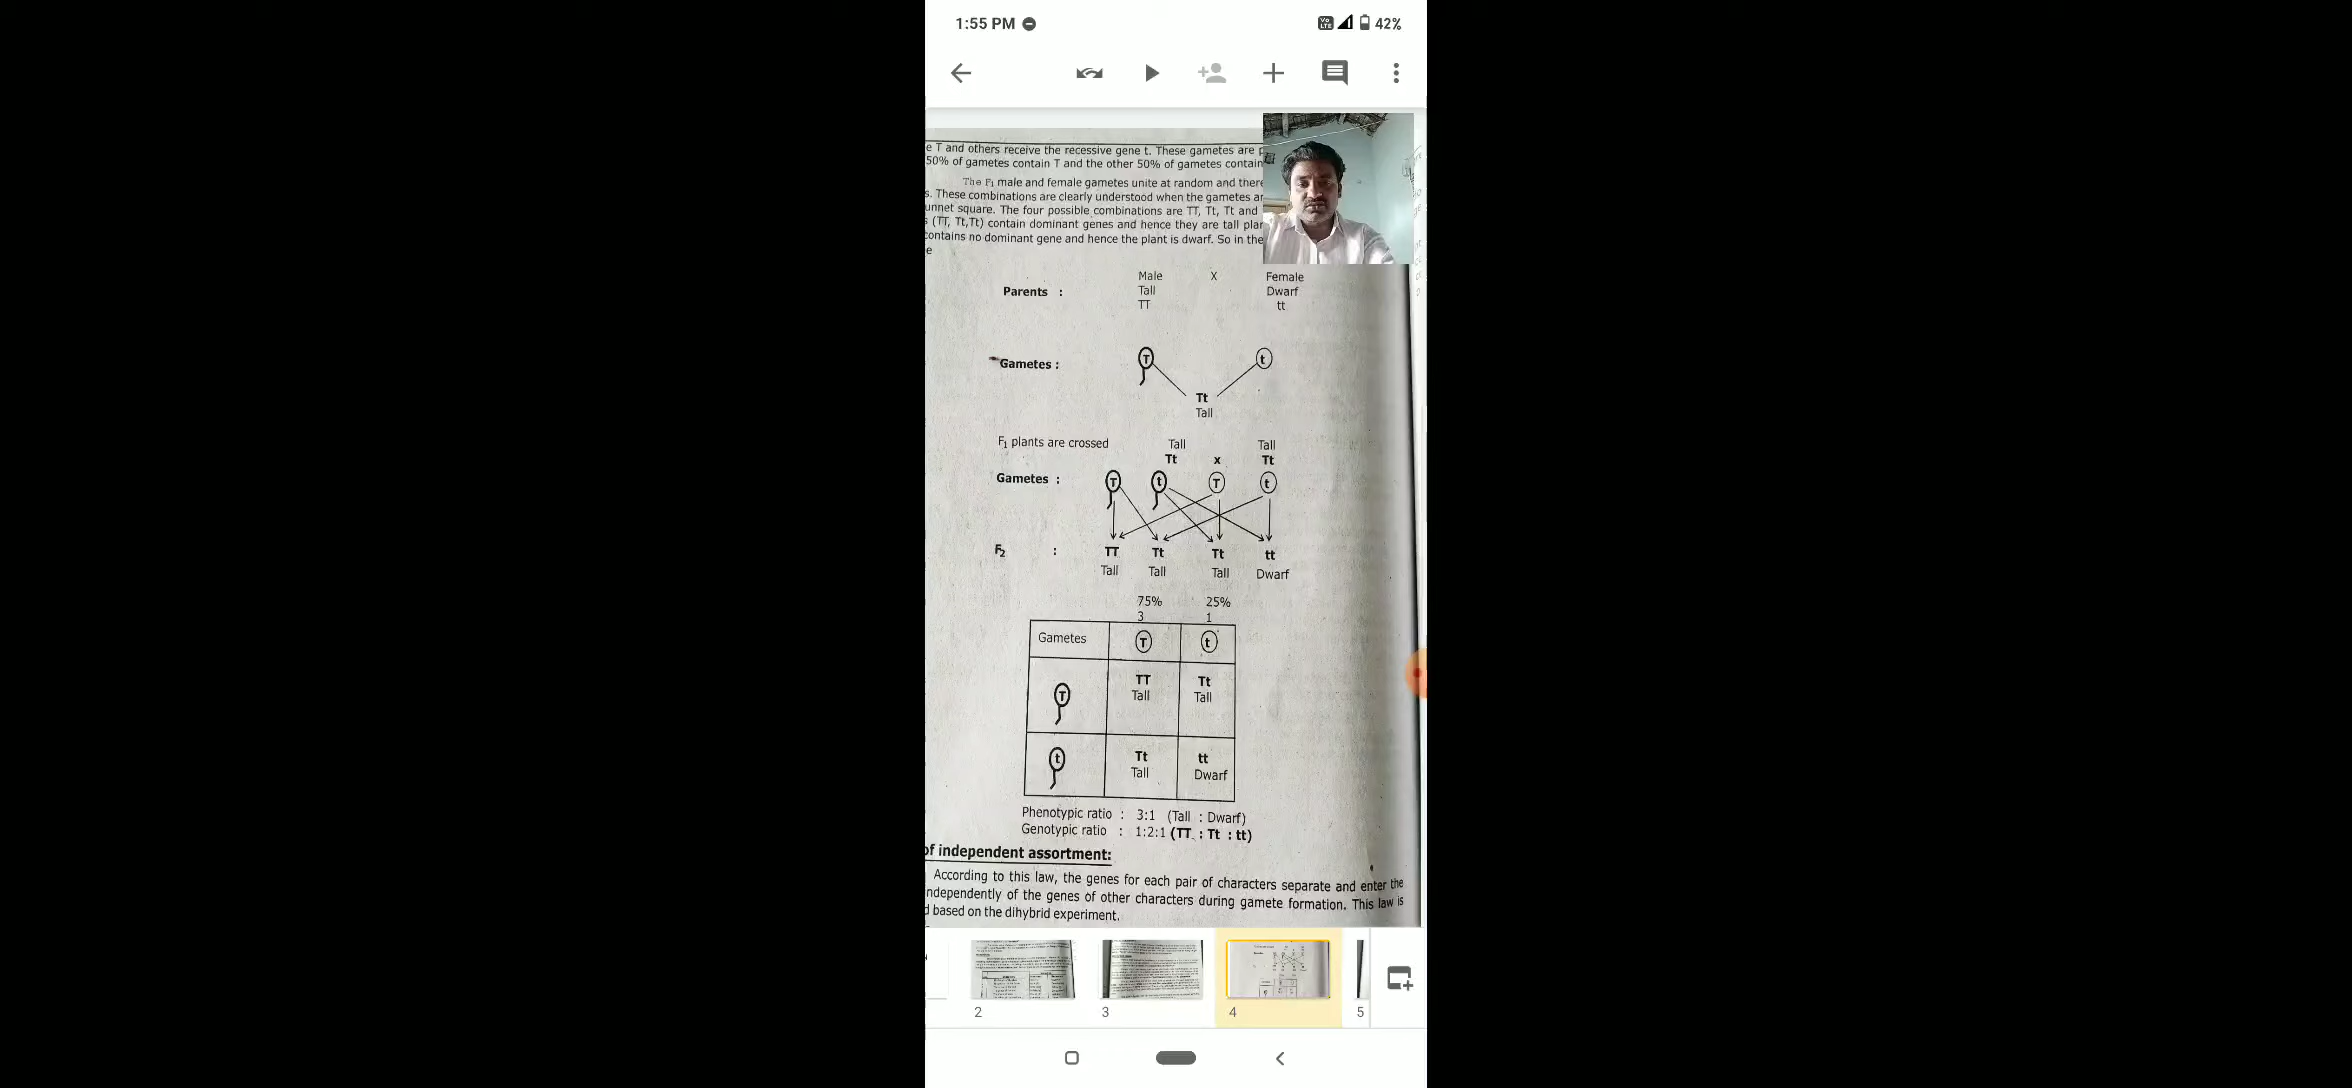 1:55 PM
Vo LTE
42%
e T and others receive the recessive gene t. These gametes are
50% of gametes contain T and the other 50% of gametes contain
The F₁ male and female gametes unite at random and there
s. These combinations are clearly understood when the gametes
unnet square. The four possible combinations are TT, Tt, Tt and
s (TT, Tt,Tt) contain dominant genes and hence they are tall
contains no dominant gene and hence the plant is dwarf. So in the
e
Male X Female
Parents : Tall Dwarf
TT tt
Gametes : T t
Tt
Tall
F₁ plants are crossed Tall Tall
Tt x Tt
Gametes : T t T t
F₂ : TT Tt Tt tt
Tall Tall Tall Dwarf
75% 25%
3 1
Gametes T t
T TT Tt
Tall Tall
t Tt tt
Tall Dwarf
Phenotypic ratio : 3:1 (Tall : Dwarf)
Genotypic ratio : 1:2:1 (TT : Tt : tt)
of independent assortment:
According to this law, the genes for each pair of characters separate and enter the
ndependently of the genes of other characters during gamete formation. This law is
d based on the dihybrid experiment.
2 3 4 5